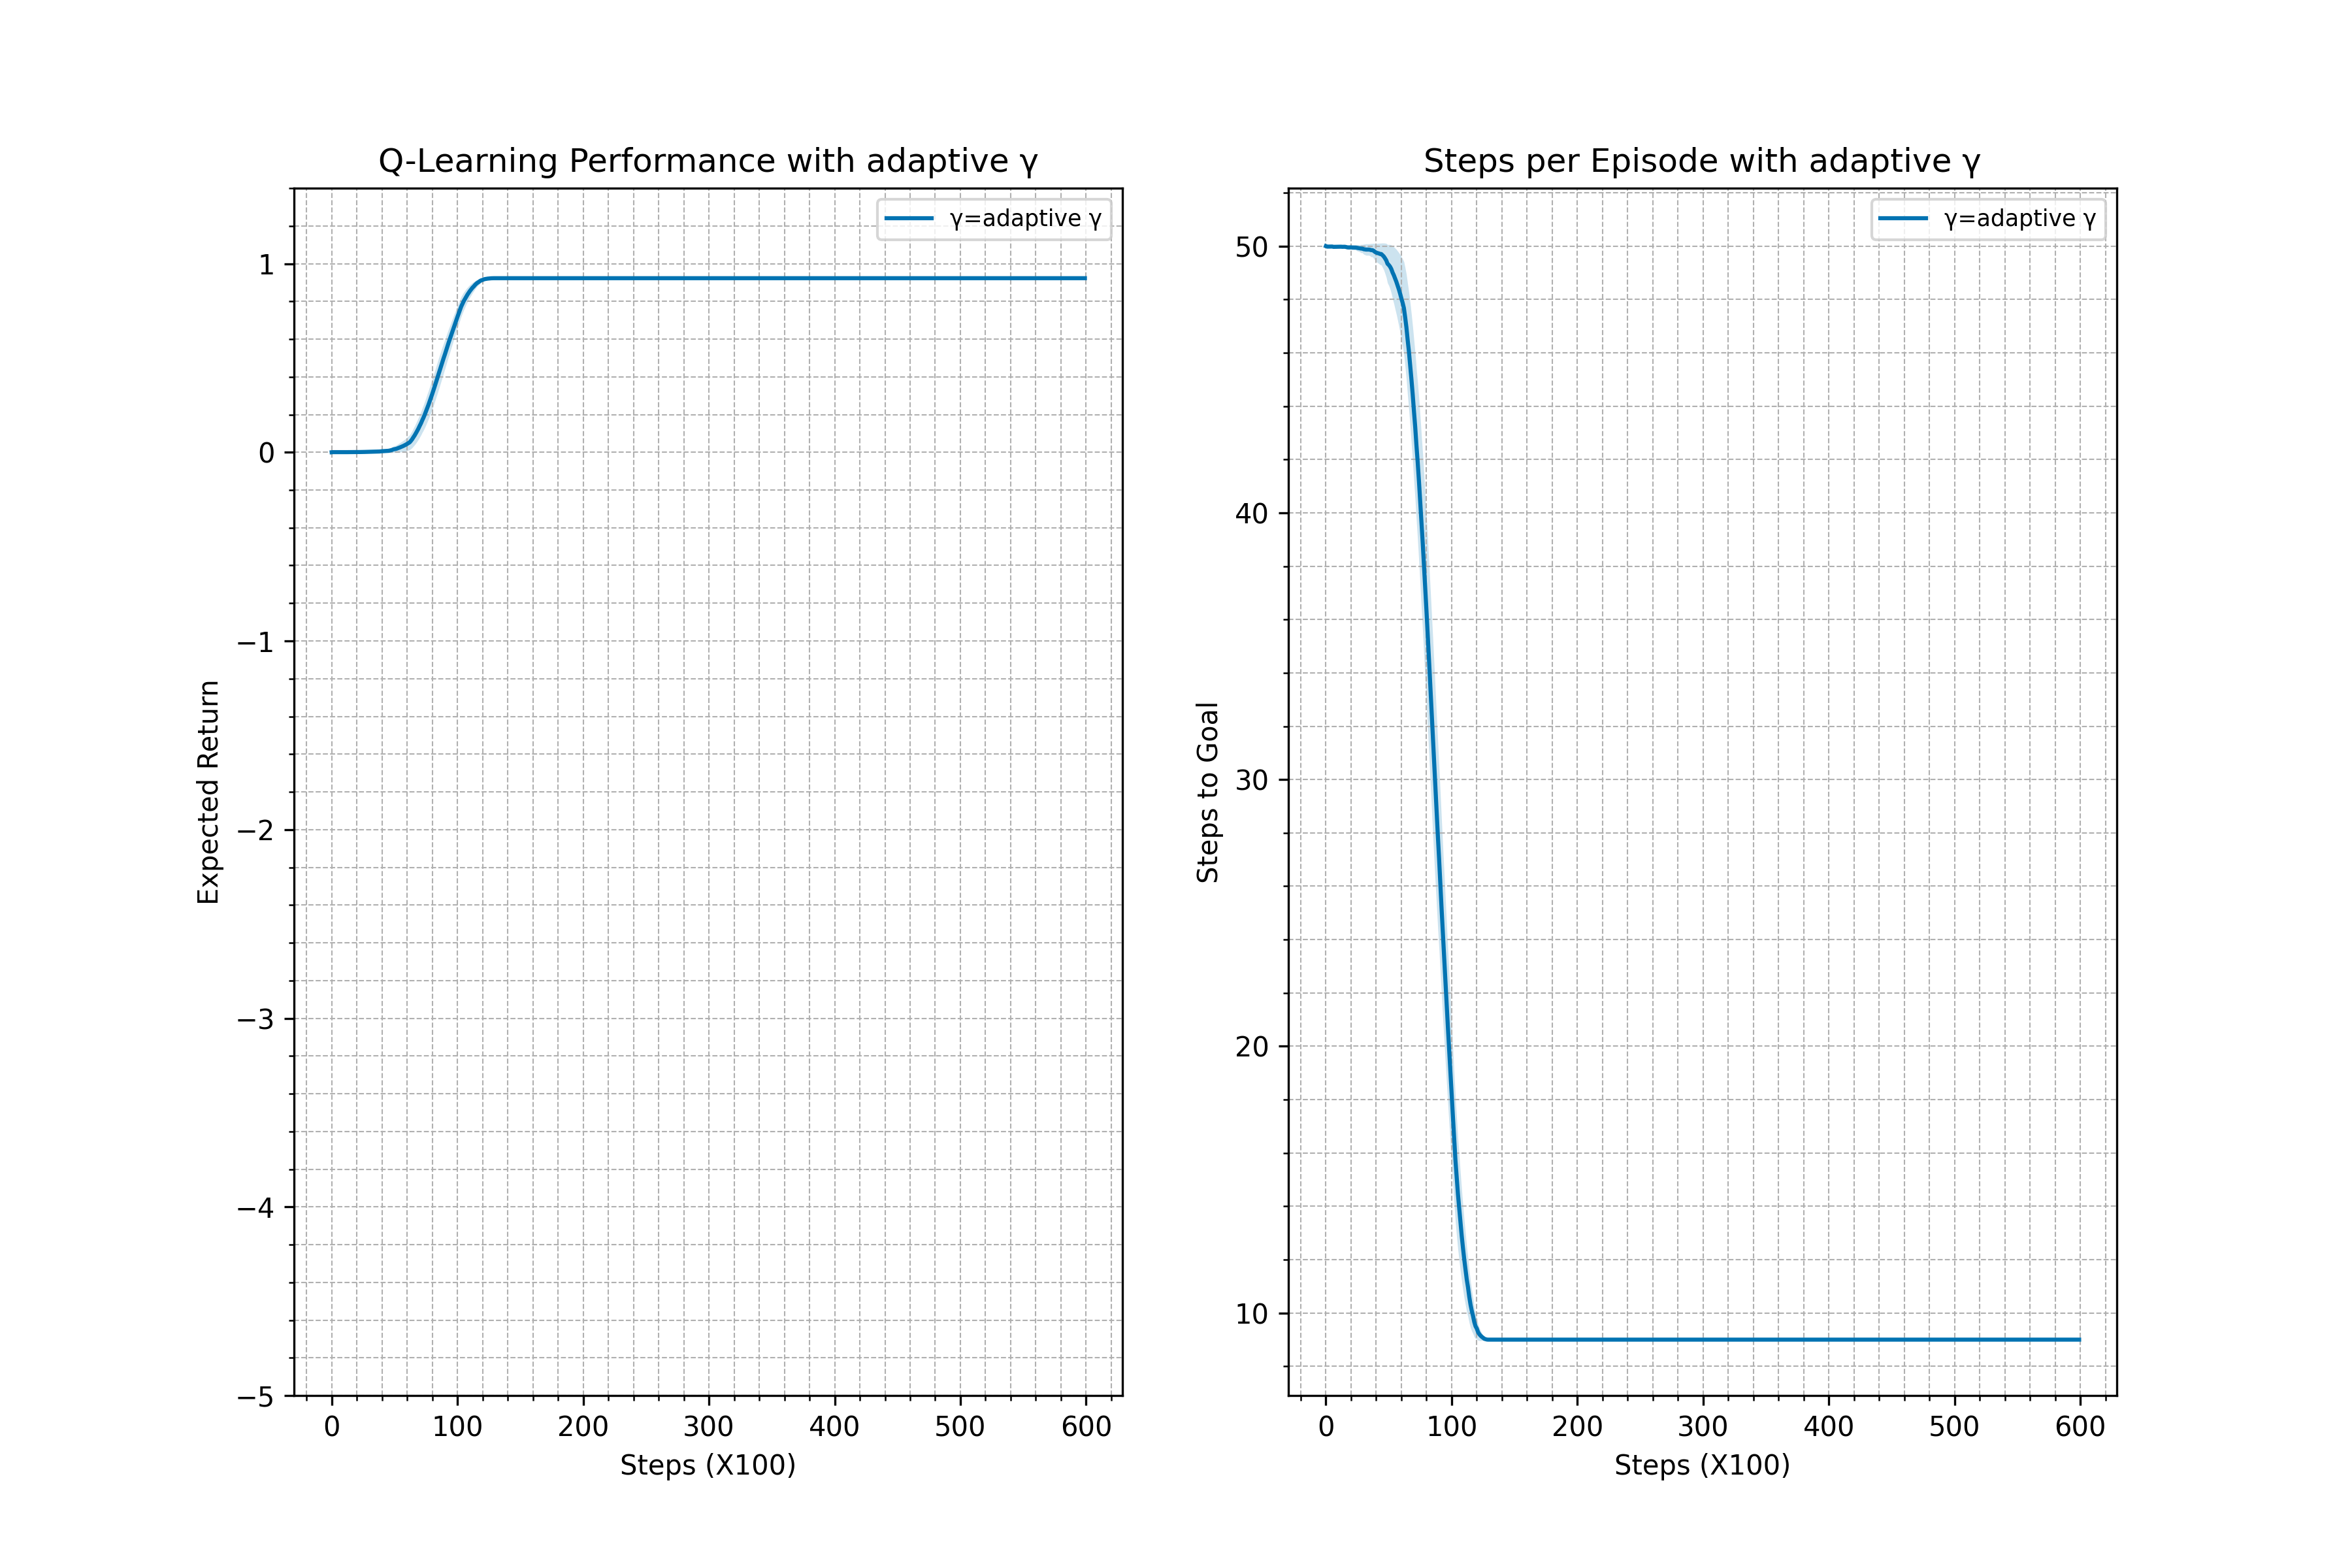 Q-Learning Performance with adaptive γ
γ=adaptive γ
1
0
−1
−2
−3
−4
−5
Expected Return
0 100 200 300 400 500 600
Steps (X100)
Steps per Episode with adaptive γ
γ=adaptive γ
50
40
30
20
10
Steps to Goal
0 100 200 300 400 500 600
Steps (X100)